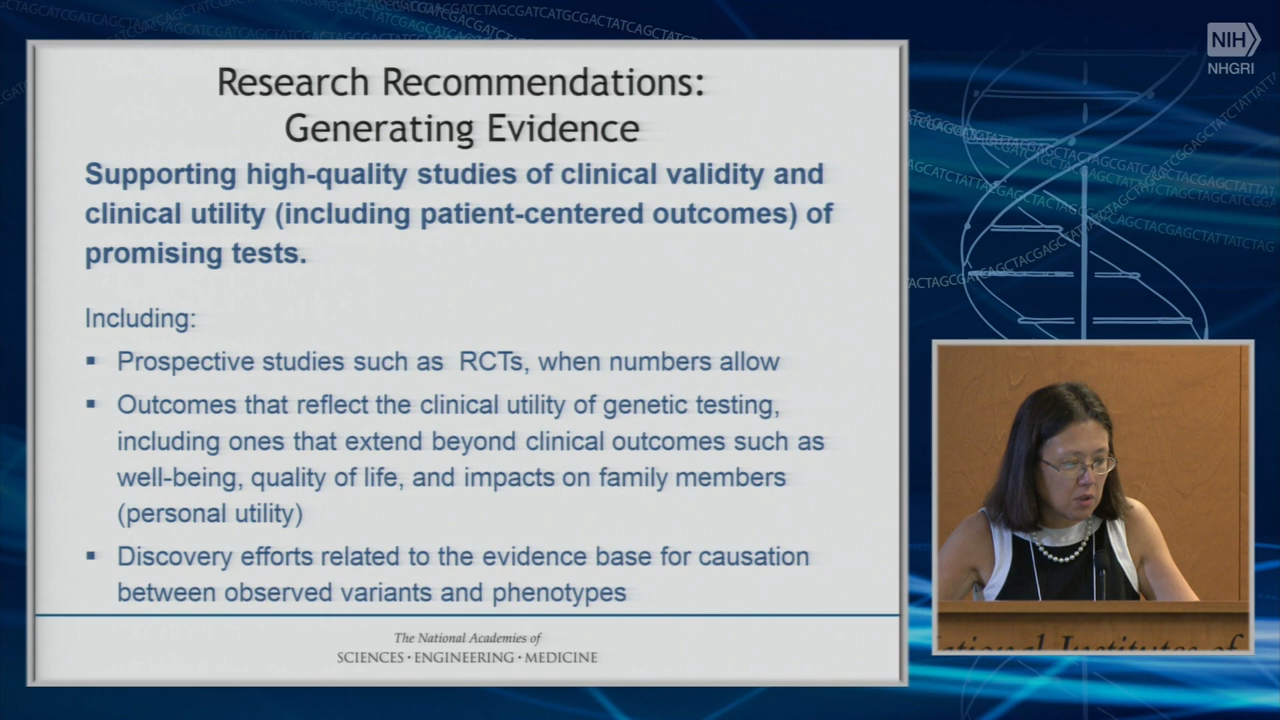 NIH
NHGRI
Research Recommendations:
Generating Evidence
Supporting high-quality studies of clinical validity and
clinical utility (including patient-centered outcomes) of
promising tests.
Including:
▪ Prospective studies such as RCTs, when numbers allow
▪ Outcomes that reflect the clinical utility of genetic testing,
including ones that extend beyond clinical outcomes such as
well-being, quality of life, and impacts on family members
(personal utility)
▪ Discovery efforts related to the evidence base for causation
between observed variants and phenotypes
The National Academies of
SCIENCES • ENGINEERING • MEDICINE
ational Institutes of